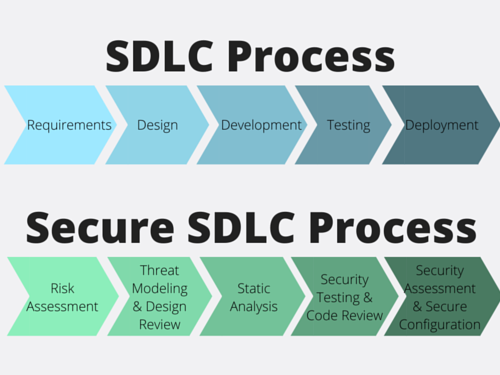 SDLC Process
Requirements
Design
Development
Testing
Deployment
Secure SDLC Process
Risk
Assessment
Threat
Modeling
& Design
Review
Static
Analysis
Security
Testing &
Code Review
Security
Assessment
& Secure
Configuration